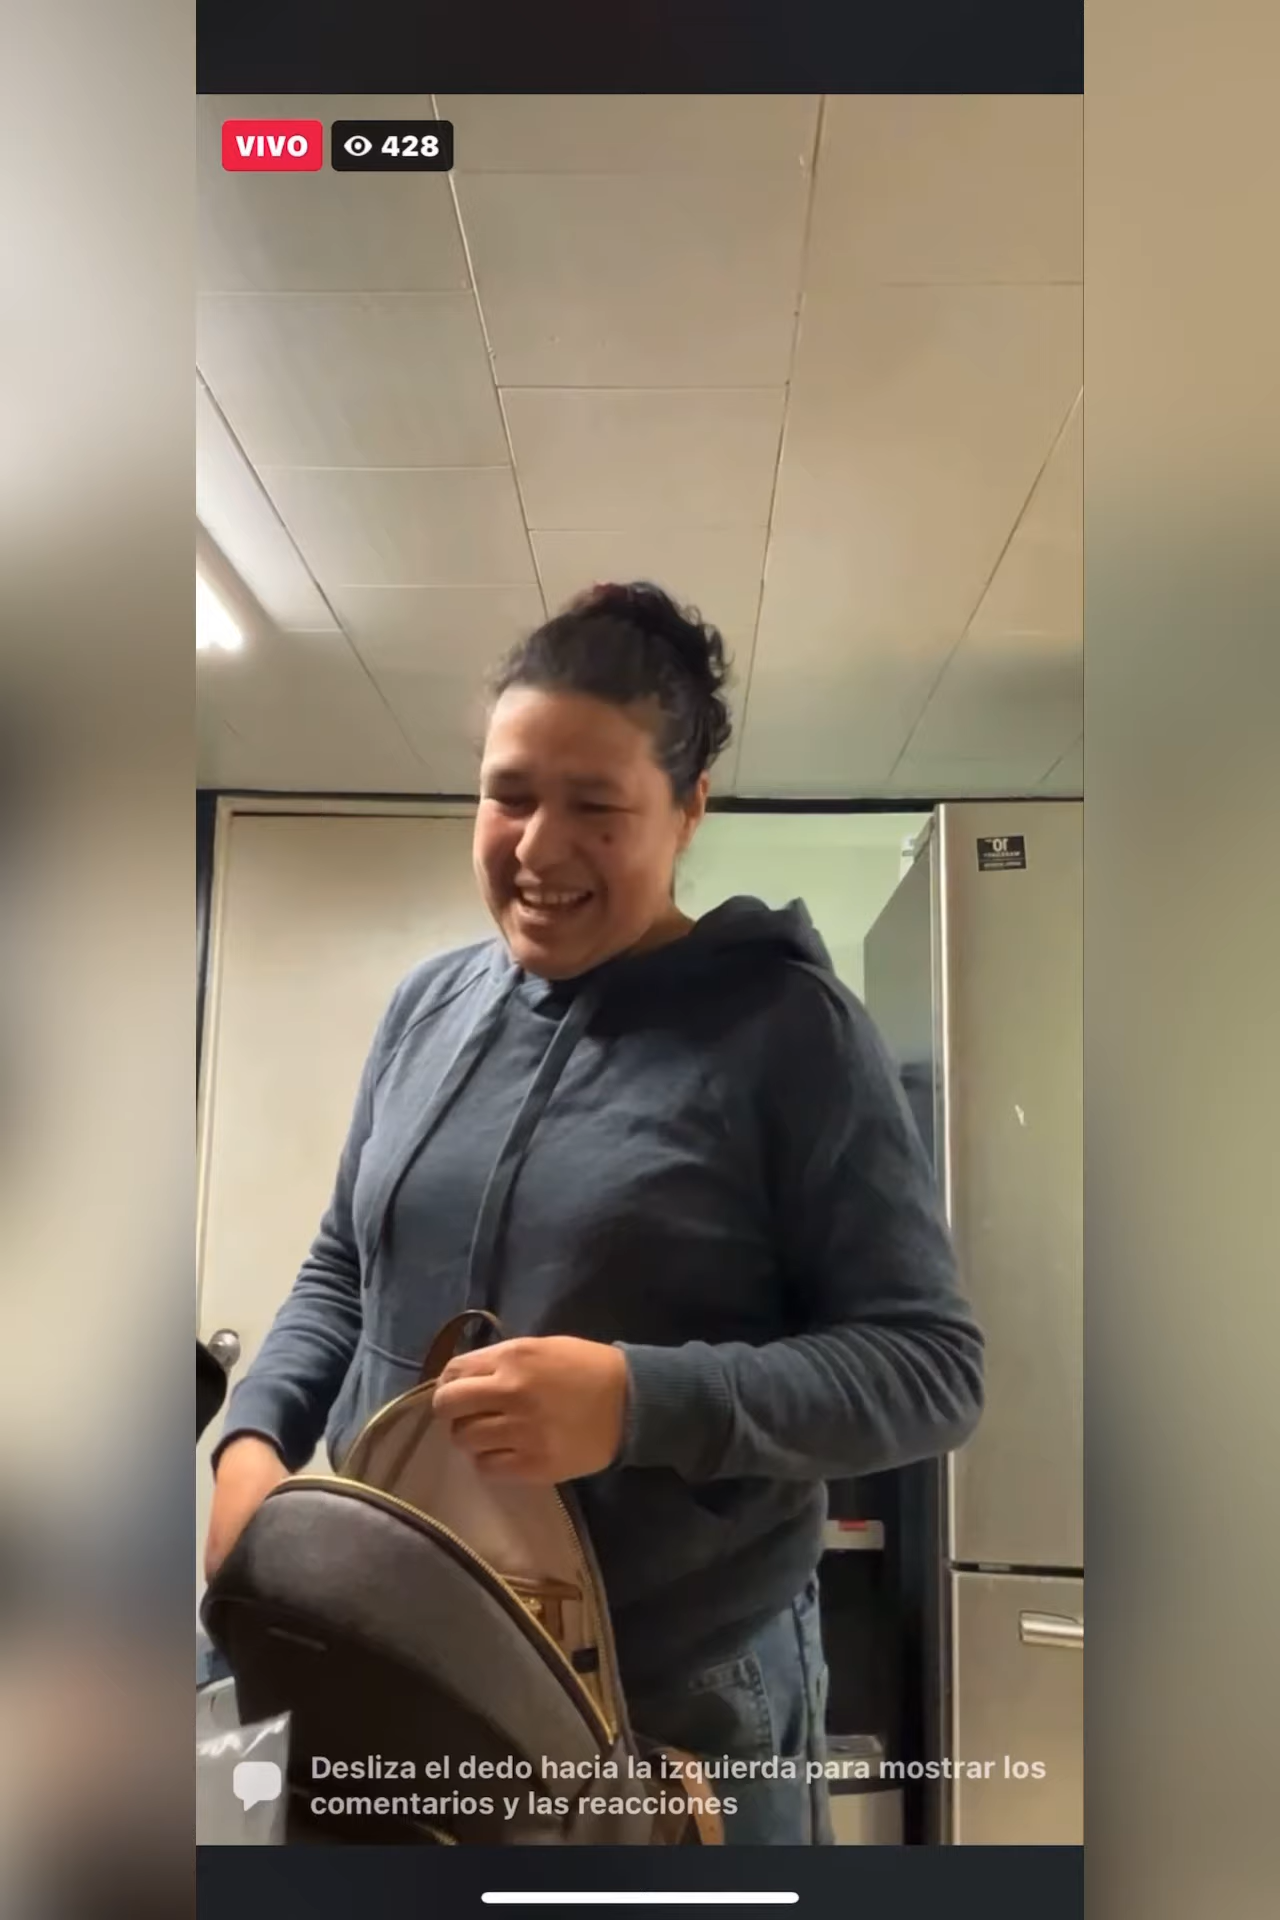 VIVO 428
Desliza el dedo hacia la izquierda para mostrar los
comentarios y las reacciones